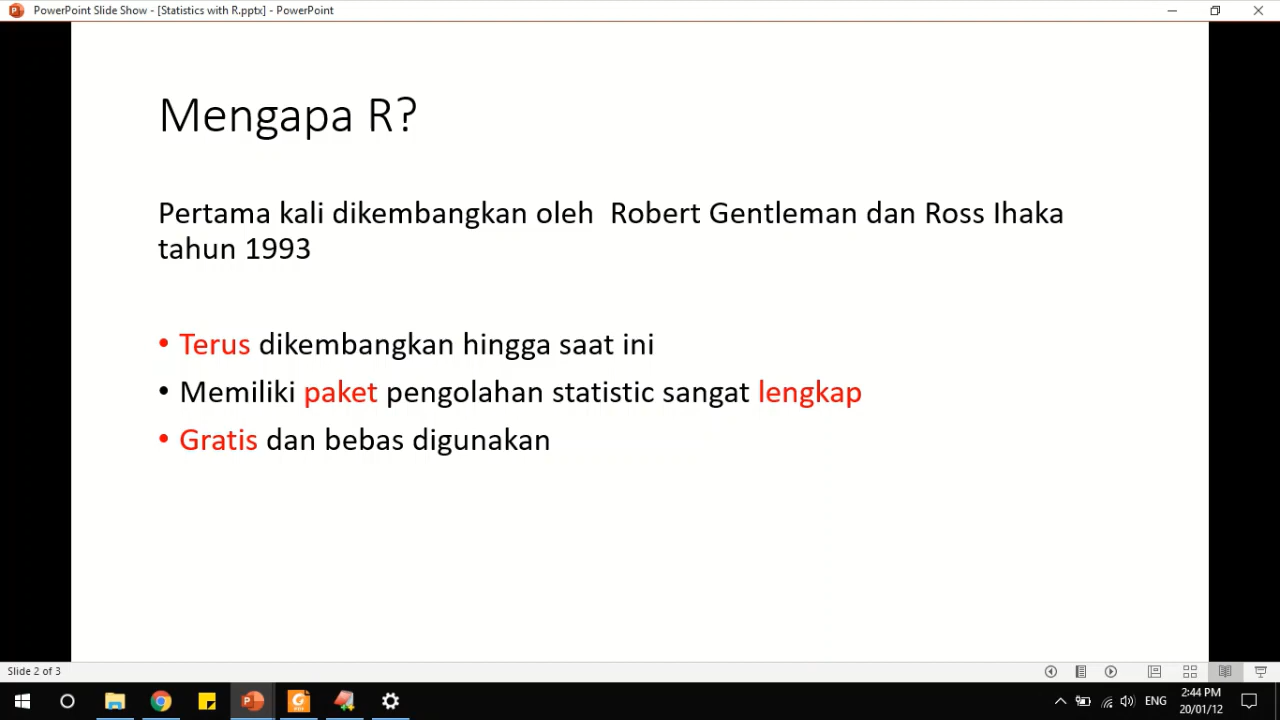 PowerPoint Slide Show - [Statistics with R.pptx] - PowerPoint
Mengapa R?
Pertama kali dikembangkan oleh  Robert Gentleman dan Ross Ihaka
tahun 1993
• Terus dikembangkan hingga saat ini
• Memiliki paket pengolahan statistic sangat lengkap
• Gratis dan bebas digunakan
Slide 2 of 3
ENG
2:44 PM
20/01/12